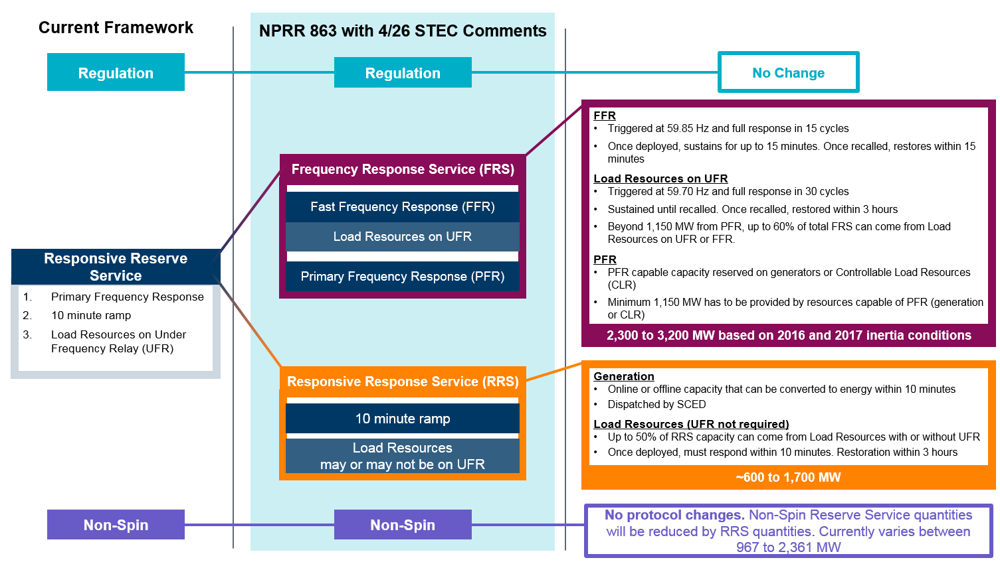 Current Framework
NPRR 863 with 4/26 STEC Comments
Regulation
Regulation
No Change
Responsive Reserve
Service
1. Primary Frequency Response
2. 10 minute ramp
3. Load Resources on Under
Frequency Relay (UFR)
Frequency Response Service (FRS)
Fast Frequency Response (FFR)
Load Resources on UFR
Primary Frequency Response (PFR)
FFR
• Triggered at 59.85 Hz and full response in 15 cycles
• Once deployed, sustains for up to 15 minutes. Once recalled, restores within 15
minutes
Load Resources on UFR
• Triggered at 59.70 Hz and full response in 30 cycles
• Sustained until recalled. Once recalled, restored within 3 hours
• Beyond 1,150 MW from PFR, up to 60% of total FRS can come from Load
Resources on UFR or FFR.
PFR
• PFR capable capacity reserved on generators or Controllable Load Resources
(CLR)
• Minimum 1,150 MW has to be provided by resources capable of PFR (generation
or CLR)
2,300 to 3,200 MW based on 2016 and 2017 inertia conditions
Responsive Response Service (RRS)
10 minute ramp
Load Resources
may or may not be on UFR
Generation
• Online or offline capacity that can be converted to energy within 10 minutes
• Dispatched by SCED
Load Resources (UFR not required)
• Up to 50% of RRS capacity can come from Load Resources with or without UFR
• Once deployed, must respond within 10 minutes. Restoration within 3 hours
~600 to 1,700 MW
Non-Spin
Non-Spin
No protocol changes. Non-Spin Reserve Service quantities
will be reduced by RRS quantities. Currently varies between
967 to 2,361 MW